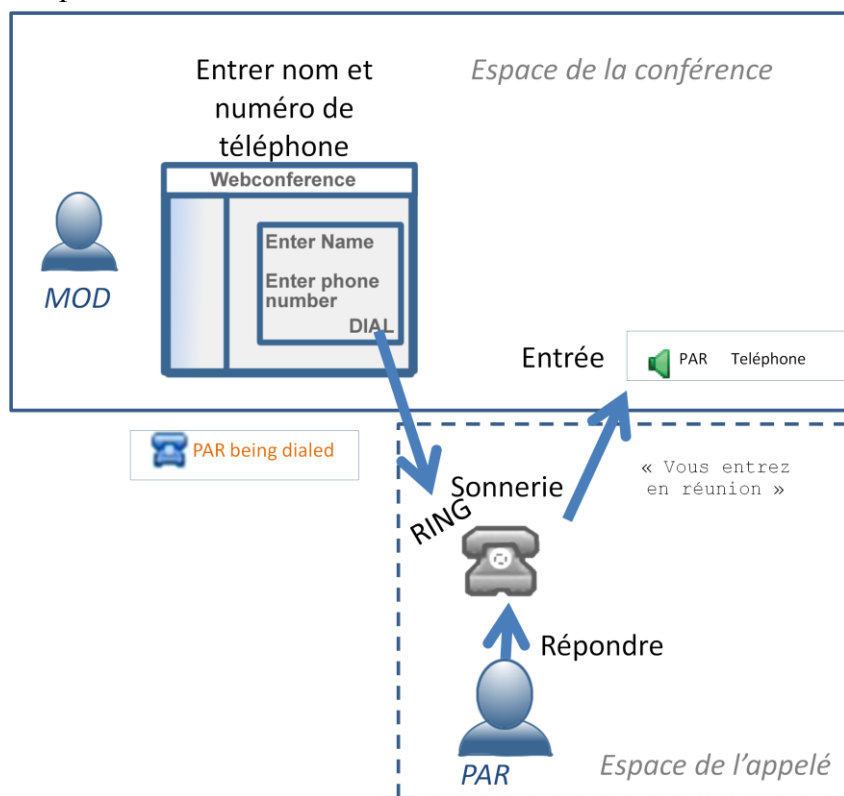 Entrer nom et
numéro de
téléphone
Espace de la conférence
Webconference
Enter Name
Enter phone
number
DIAL
MOD
Entrée
PAR Teléphone
PAR being dialed
« Vous entrez
en réunion »
Sonnerie
RING
Répondre
PAR
Espace de l'appelé